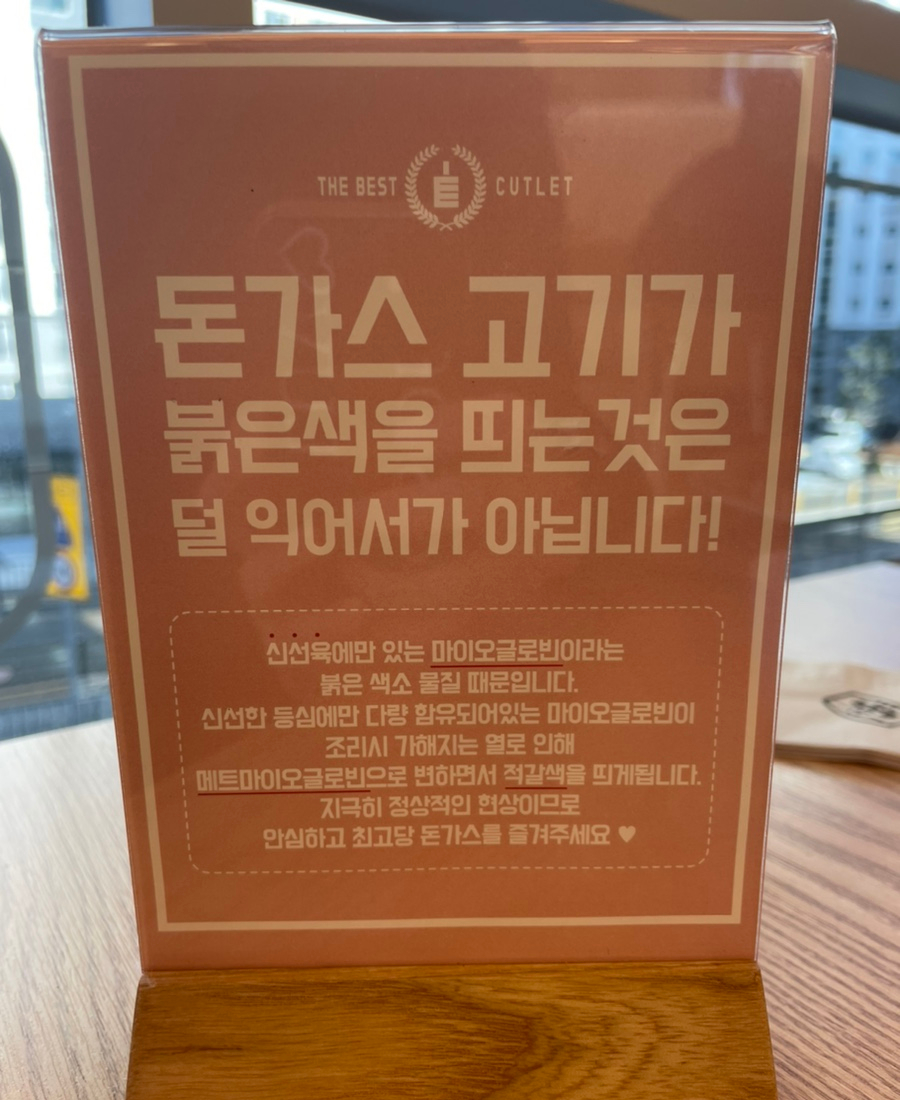 THE BEST CUTLET
돈가스 고기가
붉은색을 띄는것은
덜 익어서가 아닙니다!
신선육에만 있는 마이오글로빈이라는
붉은 색소 물질 때문입니다.
신선한 등심에만 다량 함유되어있는 마이오글로빈이
조리시 가해지는 열로 인해
메트마이오글로빈으로 변하면서 적갈색을 띄게됩니다.
지극히 정상적인 현상이므로
안심하고 최고당 돈가스를 즐겨주세요 ♥